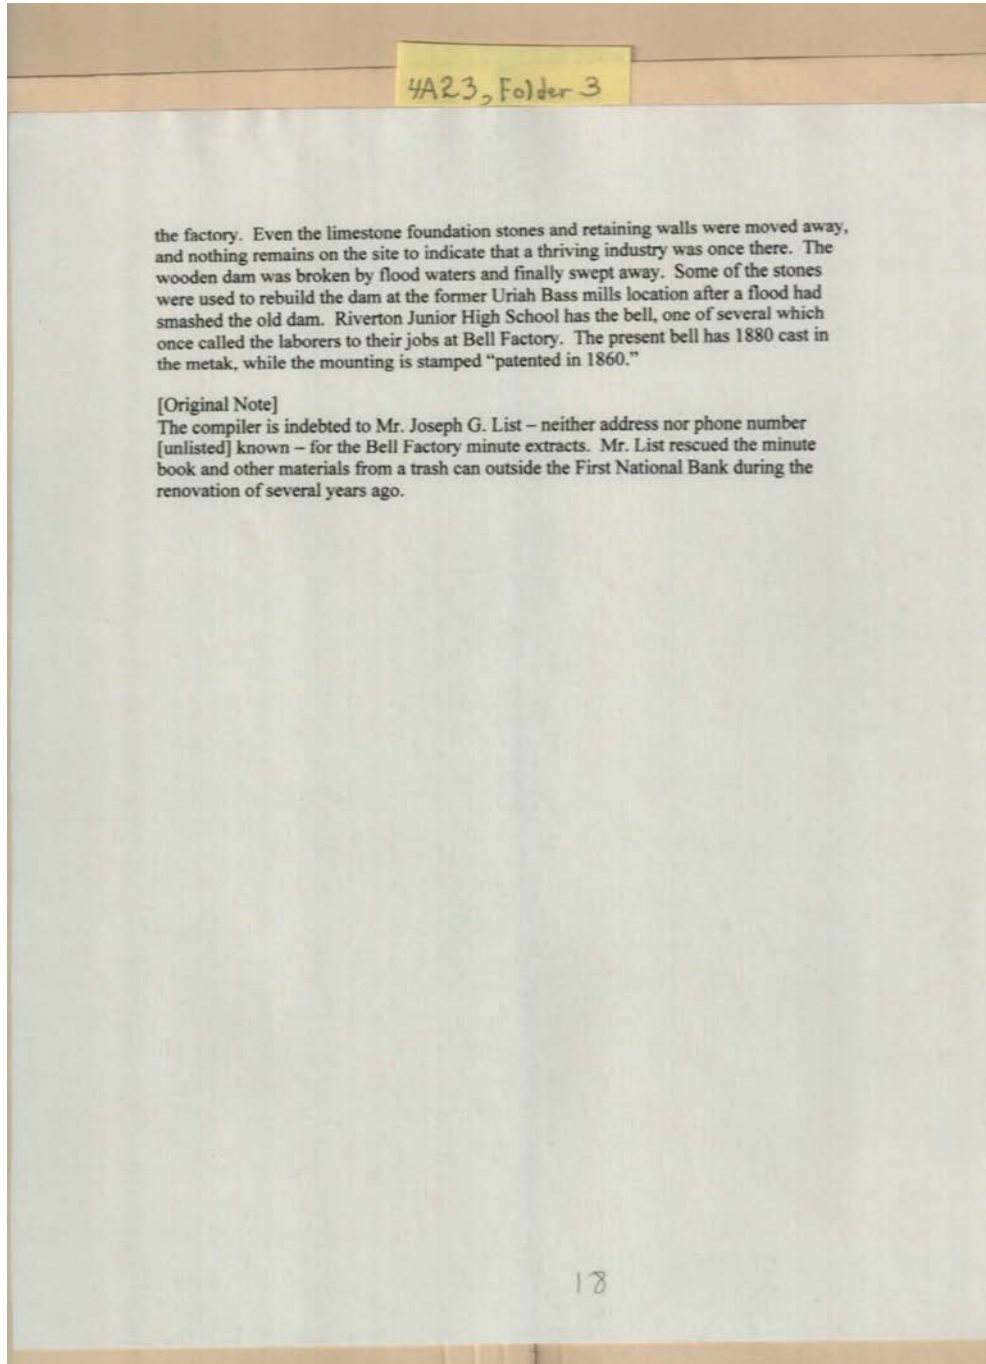 4A23, Folder 3
the factory. Even the limestone foundation stones and retaining walls were moved away,
and nothing remains on the site to indicate that a thriving industry was once there. The
wooden dam was broken by flood waters and finally swept away. Some of the stones
were used to rebuild the dam at the former Uriah Bass mills location after a flood had
smashed the old dam. Riverton Junior High School has the bell, one of several which
once called the laborers to their jobs at Bell Factory. The present bell has 1880 cast in
the metak, while the mounting is stamped “patented in 1860.”
[Original Note]
The compiler is indebted to Mr. Joseph G. List – neither address nor phone number
[unlisted] known – for the Bell Factory minute extracts. Mr. List rescued the minute
book and other materials from a trash can outside the First National Bank during the
renovation of several years ago.
18